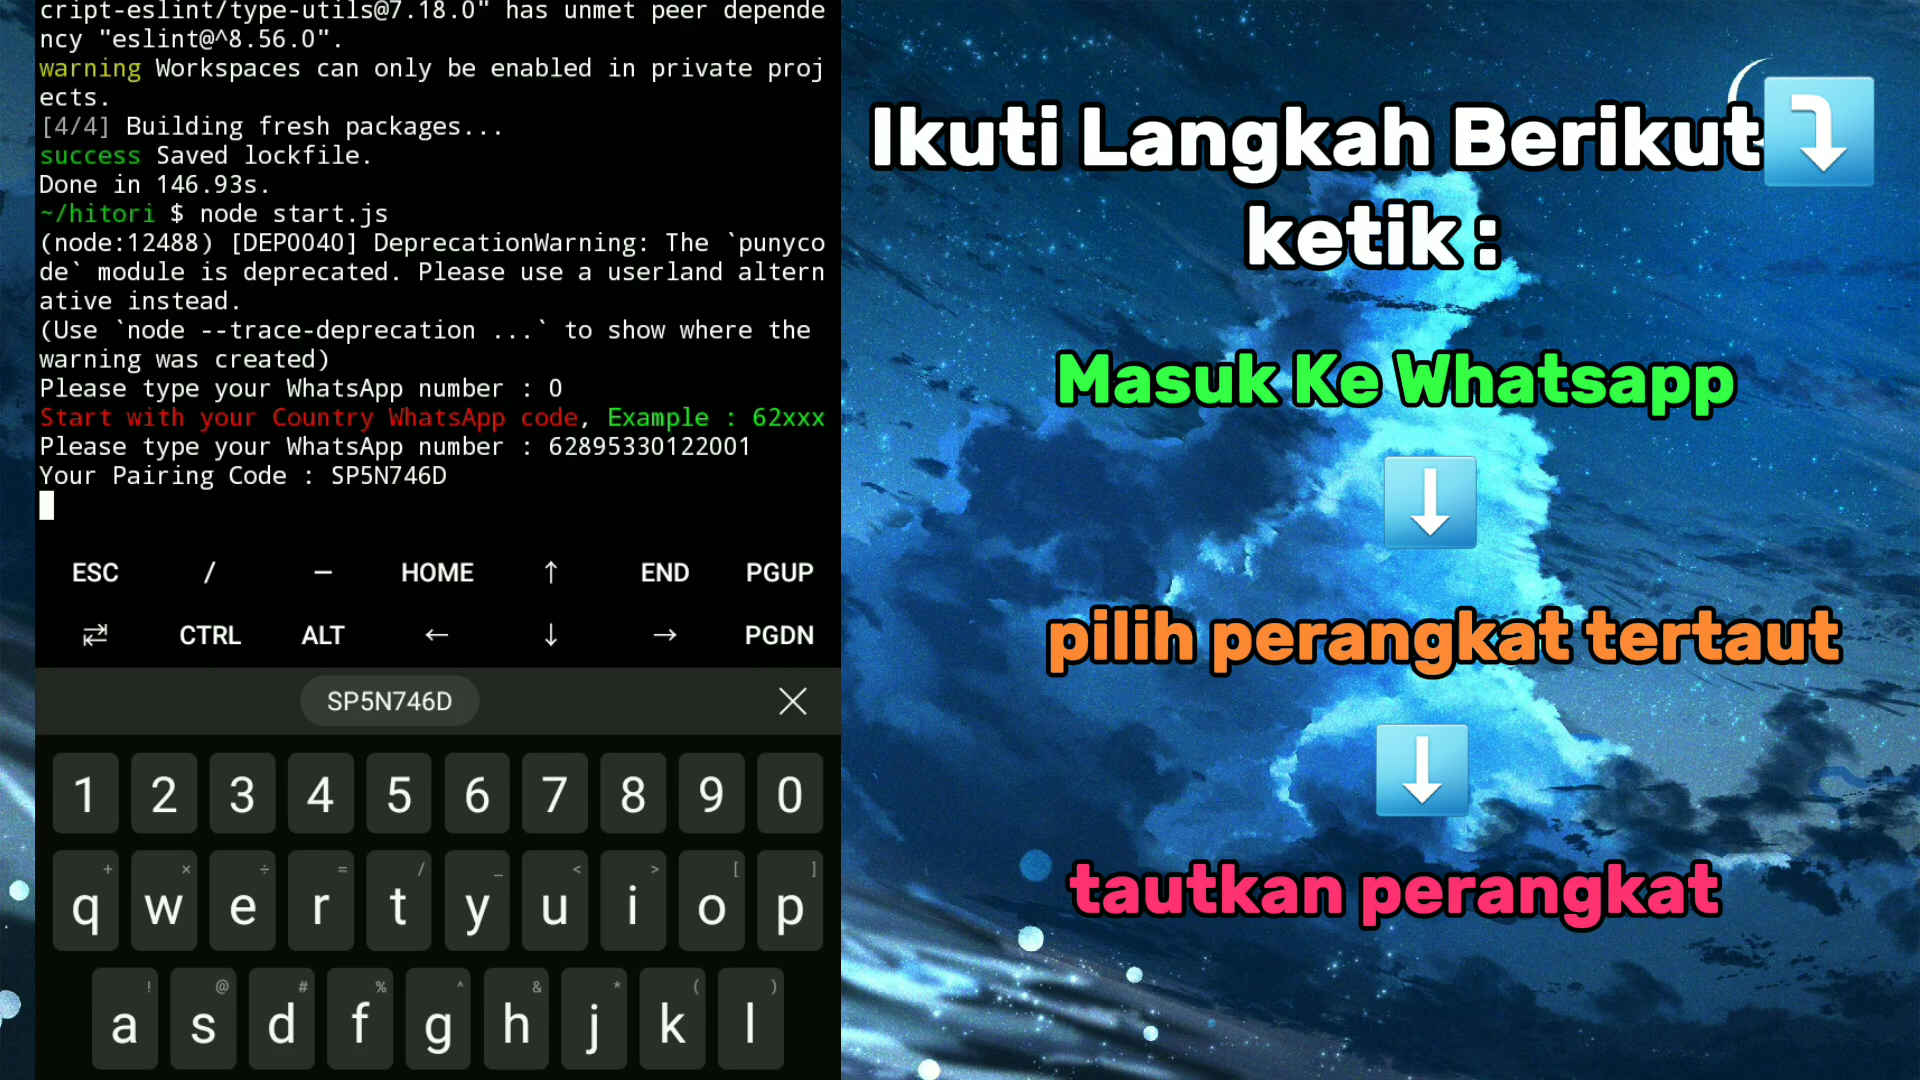 cript-eslint/type-utils@7.18.0" has unmet peer depende
ncy "eslint@^8.56.0".
warning Workspaces can only be enabled in private proj
ects.
[4/4] Building fresh packages...
success Saved lockfile.
Done in 146.93s.
~/hitori $ node start.js
(node:12488) [DEP0040] DeprecationWarning: The `punyco
de` module is deprecated. Please use a userland altern
ative instead.
(Use `node --trace-deprecation ...` to show where the
warning was created)
Please type your WhatsApp number : 0
Start with your Country WhatsApp code, Example : 62xxx
Please type your WhatsApp number : 62895330122001
Your Pairing Code : SP5N746D
ESC / — HOME ↑ END PGUP
⇄ CTRL ALT ← ↓ → PGDN
SP5N746D
1 2 3 4 5 6 7 8 9 0
+ × ÷ = / _ < > [ ]
q w e r t y u i o p
! @ # % ^ & * ( )
a s d f g h j k l
Ikuti Langkah Berikut⤵
ketik :
Masuk Ke Whatsapp
⬇
pilih perangkat tertaut
⬇
tautkan perangkat